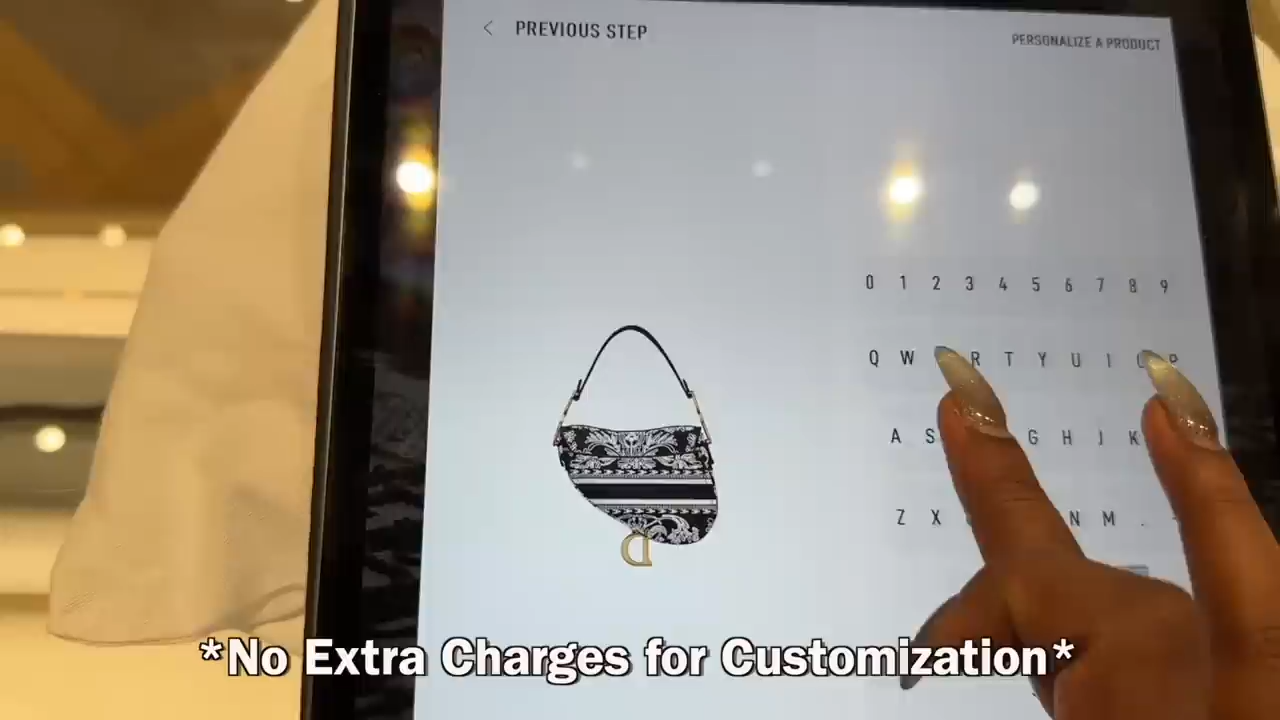 PREVIOUS STEP
PERSONALIZE A PRODUCT
0 1 2 3 4 5 6 7 8 9
Q W R T Y U I P
A S G H J K
Z X N M .
D
*No Extra Charges for Customization*